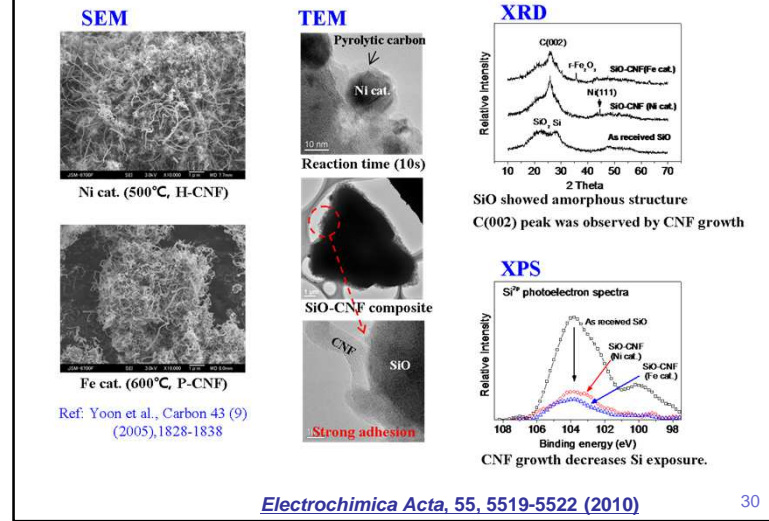 SEM
Ni cat. (500℃, H-CNF)
Fe cat. (600℃, P-CNF)
Ref: Yoon et al., Carbon 43 (9)
(2005),1828-1838
TEM
Pyrolytic carbon
Ni cat.
10 nm
Reaction time (10s)
SiO-CNF composite
CNF
SiO
Strong adhesion
XRD
Relative Intensity
C(002)
r-Fe2O3
SiO-CNF(Fe cat.)
Ni(111)
SiO-CNF (Ni cat.)
SiOx Si
As received SiO
10 20 30 40 50 60 70
2 Theta
SiO showed amorphous structure
C(002) peak was observed by CNF growth
XPS
Si2p photoelectron spectra
Relative Intensity
As received SiO
SiO-CNF
(Ni cat.)
SiO-CNF
(Fe cat.)
108 106 104 102 100 98
Binding energy (eV)
CNF growth decreases Si exposure.
Electrochimica Acta, 55, 5519-5522 (2010)
30